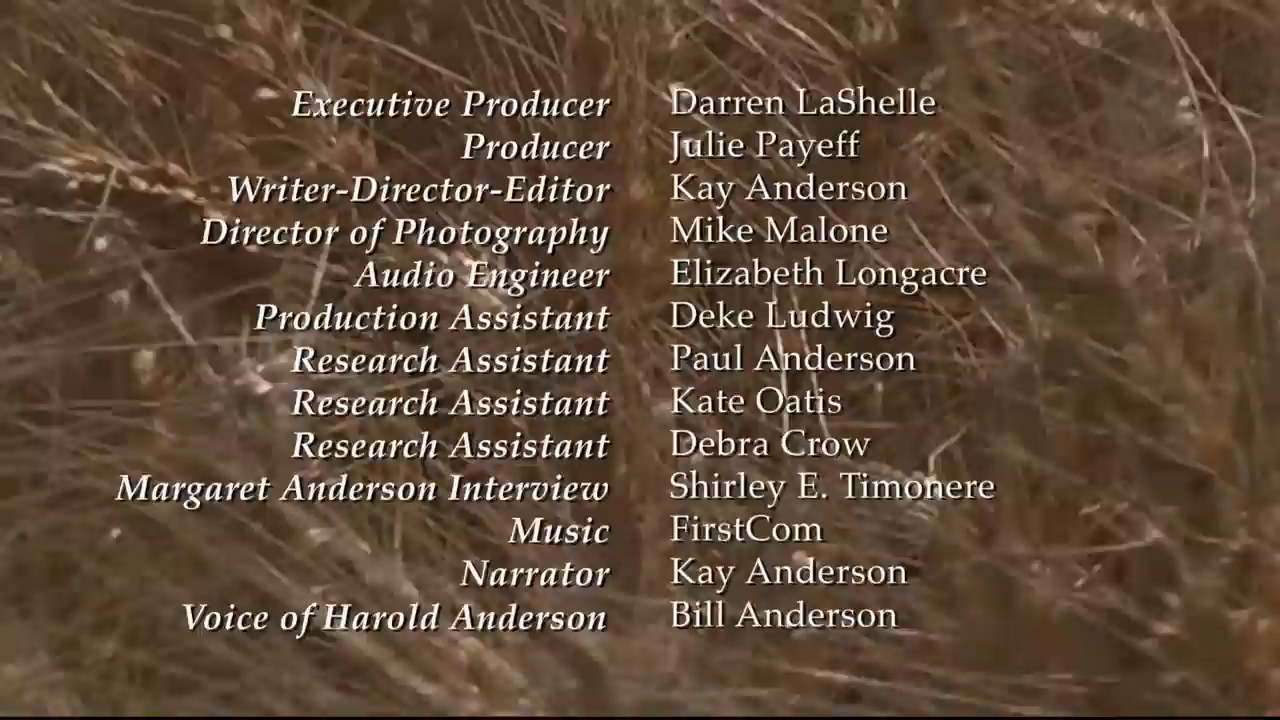 Executive Producer Darren LaShelle
Producer Julie Payeff
Writer-Director-Editor Kay Anderson
Director of Photography Mike Malone
Audio Engineer Elizabeth Longacre
Production Assistant Deke Ludwig
Research Assistant Paul Anderson
Research Assistant Kate Oatis
Research Assistant Debra Crow
Margaret Anderson Interview Shirley E. Timonere
Music FirstCom
Narrator Kay Anderson
Voice of Harold Anderson Bill Anderson